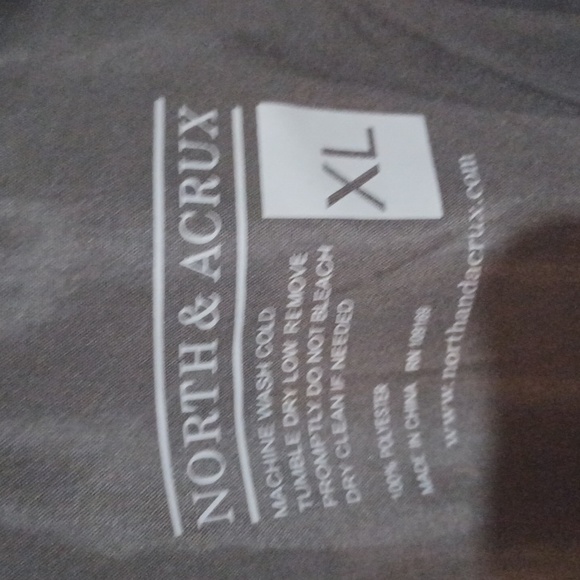 NORTH & ACRUX
XL
MACHINE WASH COLD
TUMBLE DRY LOW REMOVE
PROMPTLY DO NOT BLEACH
DRY CLEAN IF NEEDED
100% POLYESTER
MADE IN CHINA RN
www.northandacrux.com